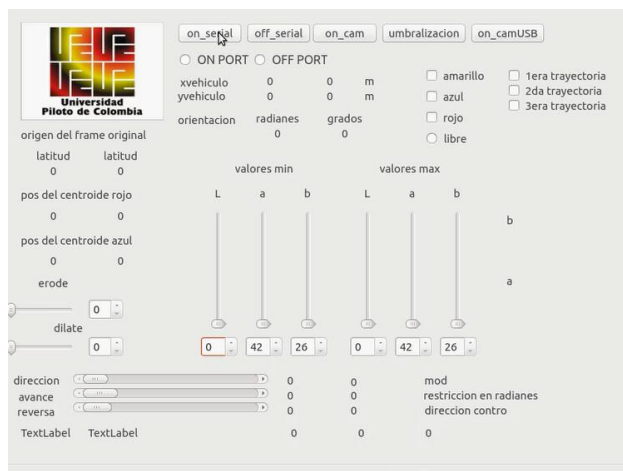 on_serial off_serial on_cam umbralizacion on_camUSB
Universidad
Piloto de Colombia
ON PORT OFF PORT
xvehiculo 0 0 m
yvehiculo 0 0 m
orientacion radianes grados
0 0
amarillo
azul
rojo
libre
1era trayectoria
2da trayectoria
3era trayectoria
origen del frame original
latitud latitud
0 0
pos del centroide rojo
0 0
pos del centroide azul
0 0
erode
0
dilate
0
valores min valores max
L a b L a b
b
a
0 42 26 0 42 26
direccion 0 0 mod
avance 0 0 restriccion en radianes
reversa 0 0 direccion contro
TextLabel TextLabel 0 0 0